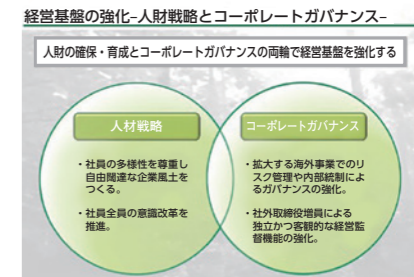 経営基盤の強化–人財戦略とコーポレートガバナンス–
人財の確保・育成とコーポレートガバナンスの両輪で経営基盤を強化する
人材戦略
・社員の多様性を尊重し
自由闊達な企業風土を
つくる。
・社員全員の意識改革を
推進。
コーポレートガバナンス
・拡大する海外事業でのリ
スク管理や内部統制によ
るガバナンスの強化。
・社外取締役増員による
独立かつ客観的な経営監
督機能の強化。